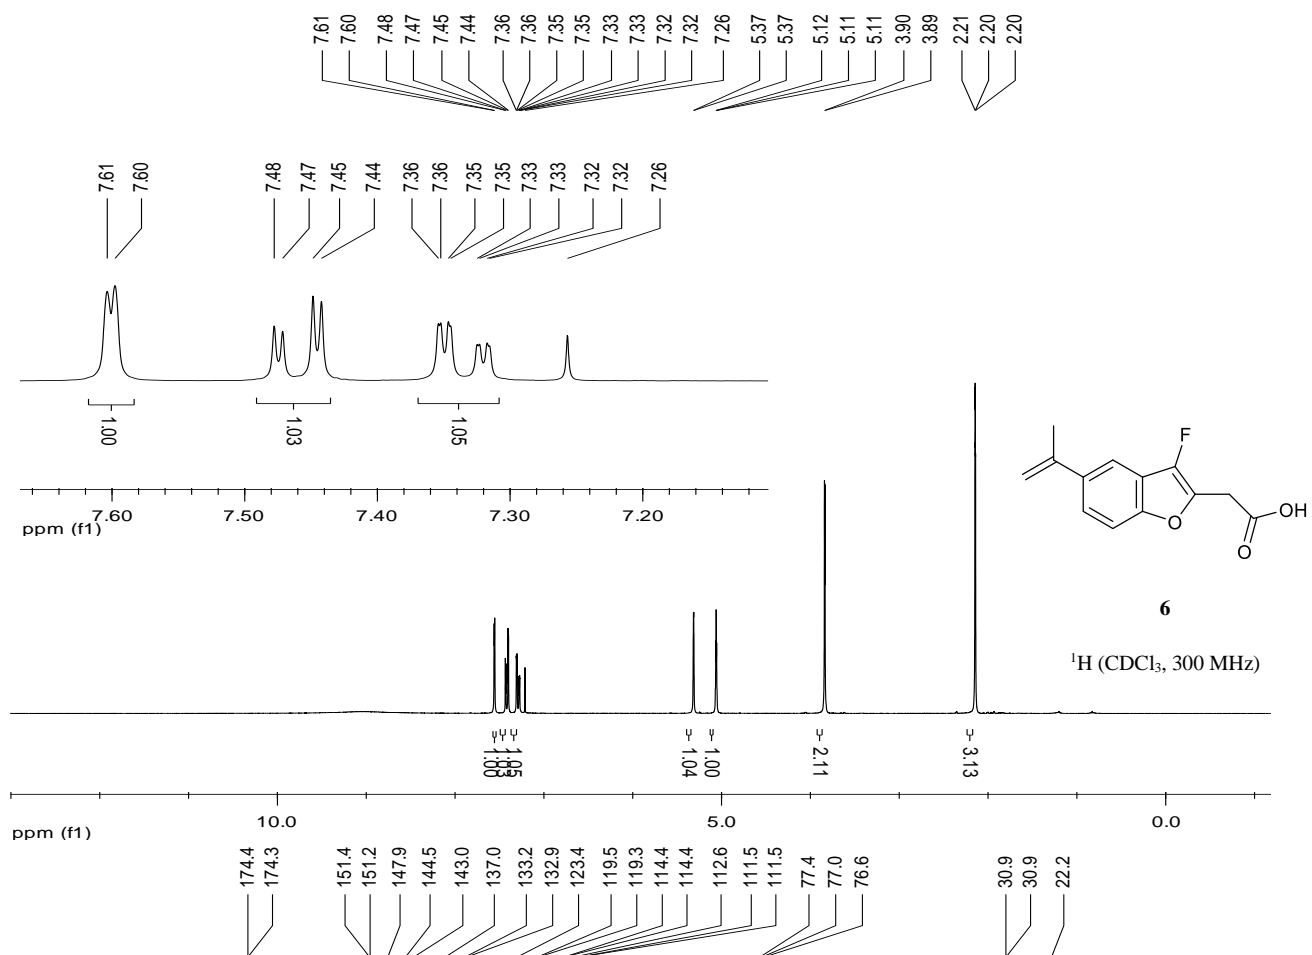 7.61 7.60 7.48 7.47 7.45 7.44 7.36 7.36 7.35 7.35 7.33 7.33 7.32 7.32 7.26 5.37 5.37 5.12 5.11 5.11 3.90 3.89 2.21 2.20 2.20
7.61 7.60 7.48 7.47 7.45 7.44 7.36 7.36 7.35 7.35 7.33 7.33 7.32 7.32 7.26
1.00 1.03 1.05
7.60 7.50 7.40 7.30 7.20
ppm (f1)
F
O
OH
O
6
¹H (CDCl₃, 300 MHz)
1.00 1.03 1.05 1.04 1.00 2.11 3.13
10.0 5.0 0.0
ppm (f1)
174.4 174.3 151.4 151.2 147.9 144.5 143.0 137.0 133.2 132.9 123.4 119.5 119.3 114.4 114.4 112.6 111.5 111.5 77.4 77.0 76.6 30.9 30.9 22.2